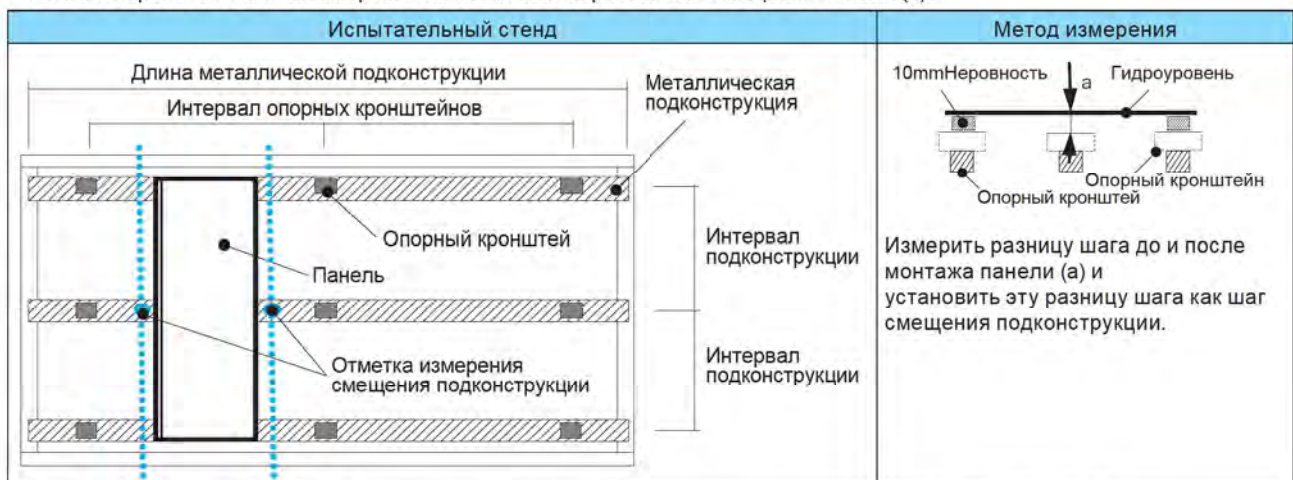 Испытательный стенд
Метод измерения
Длина металлической подконструкции
Интервал опорных кронштейнов
Металлическая
подконструкция
Опорный кронштей
Панель
Отметка измерения
смещения подконструкции
Интервал
подконструкции
Интервал
подконструкции
10mmНеровность
a
Гидроуровень
Опорный кронштейн
Опорный кронштей
Измерить разницу шага до и после
монтажа панели (a) и
установить эту разницу шага как шаг
смещения подконструкции.